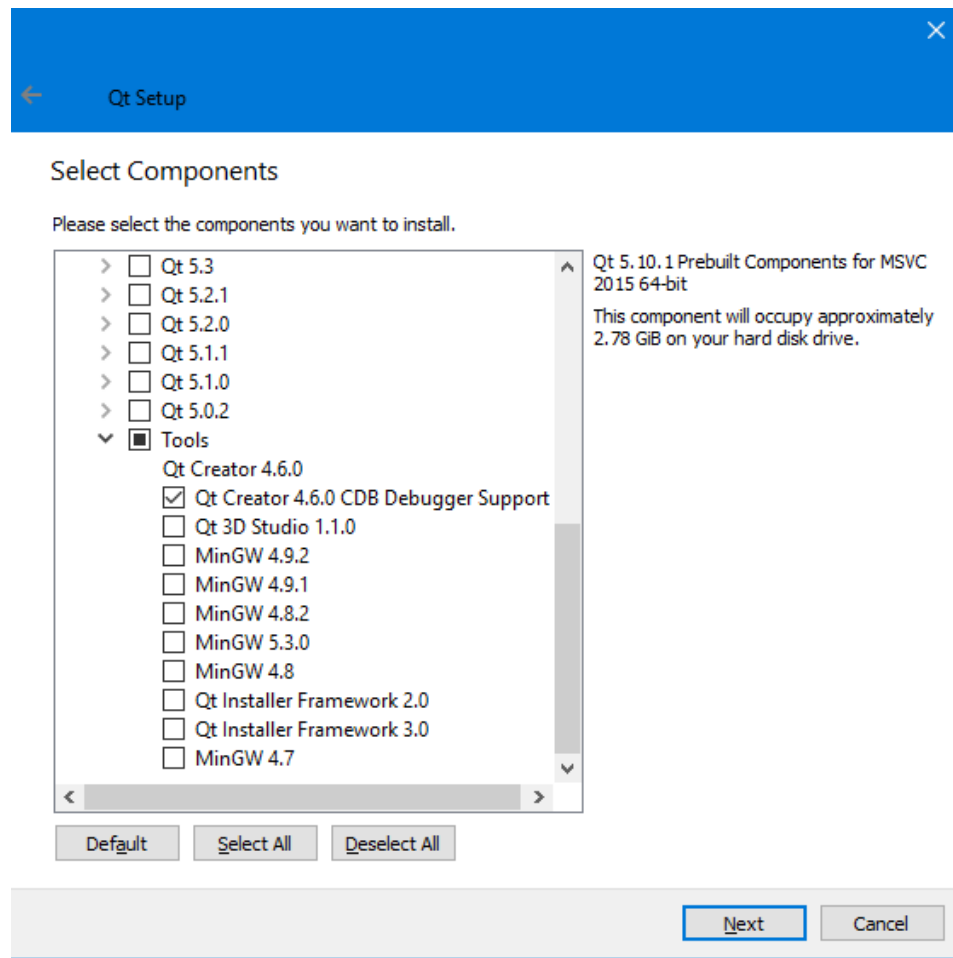 Qt Setup
Select Components
Please select the components you want to install.
Qt 5.3
Qt 5.2.1
Qt 5.2.0
Qt 5.1.1
Qt 5.1.0
Qt 5.0.2
Tools
Qt Creator 4.6.0
Qt Creator 4.6.0 CDB Debugger Support
Qt 3D Studio 1.1.0
MinGW 4.9.2
MinGW 4.9.1
MinGW 4.8.2
MinGW 5.3.0
MinGW 4.8
Qt Installer Framework 2.0
Qt Installer Framework 3.0
MinGW 4.7
Qt 5.10.1 Prebuilt Components for MSVC
2015 64-bit
This component will occupy approximately
2.78 GiB on your hard disk drive.
Default Select All Deselect All
Next Cancel